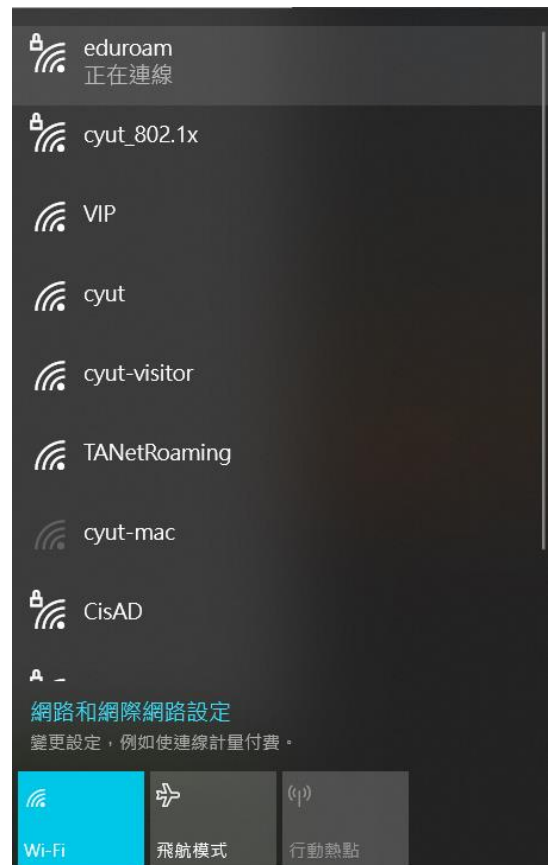 eduroam
正在連線
cyut_802.1x
VIP
cyut
cyut-visitor
TANetRoaming
cyut-mac
CisAD
網路和網際網路設定
變更設定，例如使連線計量付費。
Wi-Fi
飛航模式
行動熱點